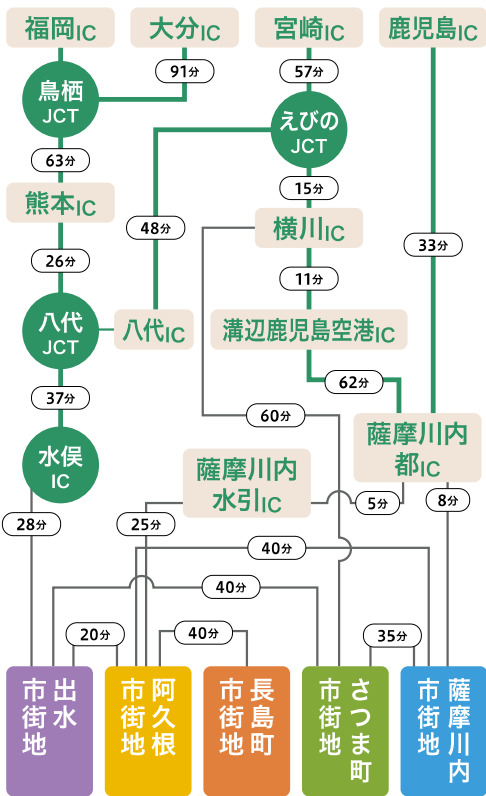 福岡IC
大分IC
宮崎IC
鹿児島IC
91分
57分
鳥栖
JCT
えびの
JCT
63分
15分
熊本IC
横川IC
48分
33分
26分
11分
八代
JCT
八代IC
溝辺鹿児島空港IC
37分
62分
60分
水俣
IC
薩摩川内
都IC
薩摩川内
水引IC
5分
8分
28分
25分
40分
40分
20分
40分
35分
出水
市街地
阿久根
市街地
長島町
市街地
さつま町
市街地
薩摩川内
市街地